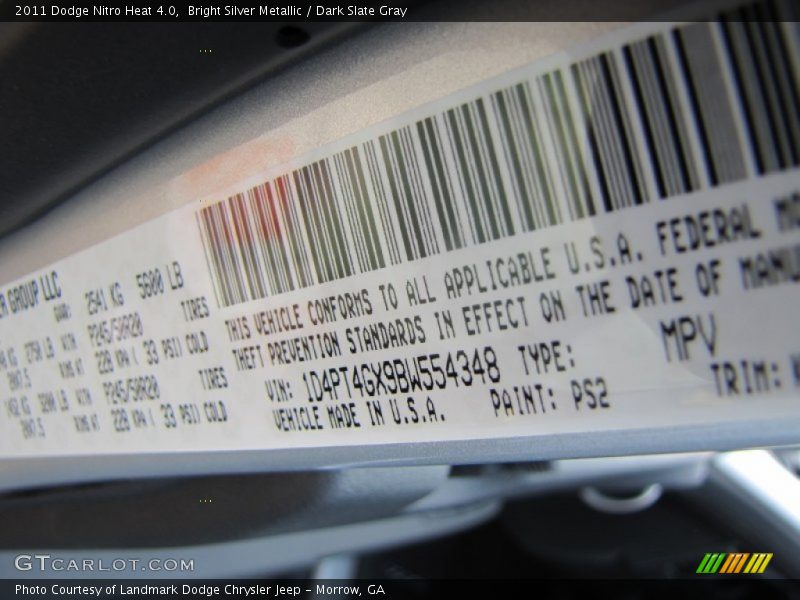 2011 Dodge Nitro Heat 4.0,  Bright Silver Metallic / Dark Slate Gray
GROUP LLC
2541 KG 5600 LB
TIRES
P245/50R20
228 KPA ( 33 PSI) COLD
TIRES
P245/50R20
228 KPA ( 33 PSI) COLD
THIS VEHICLE CONFORMS TO ALL APPLICABLE U.S.A. FEDERAL
THEFT PREVENTION STANDARDS IN EFFECT ON THE DATE OF MANU
VIN: 1D4PT4GX9BW554348 TYPE: MPV
VEHICLE MADE IN U.S.A. PAINT: PS2 TRIM:
GTCARLOT.COM
Photo Courtesy of Landmark Dodge Chrysler Jeep - Morrow, GA